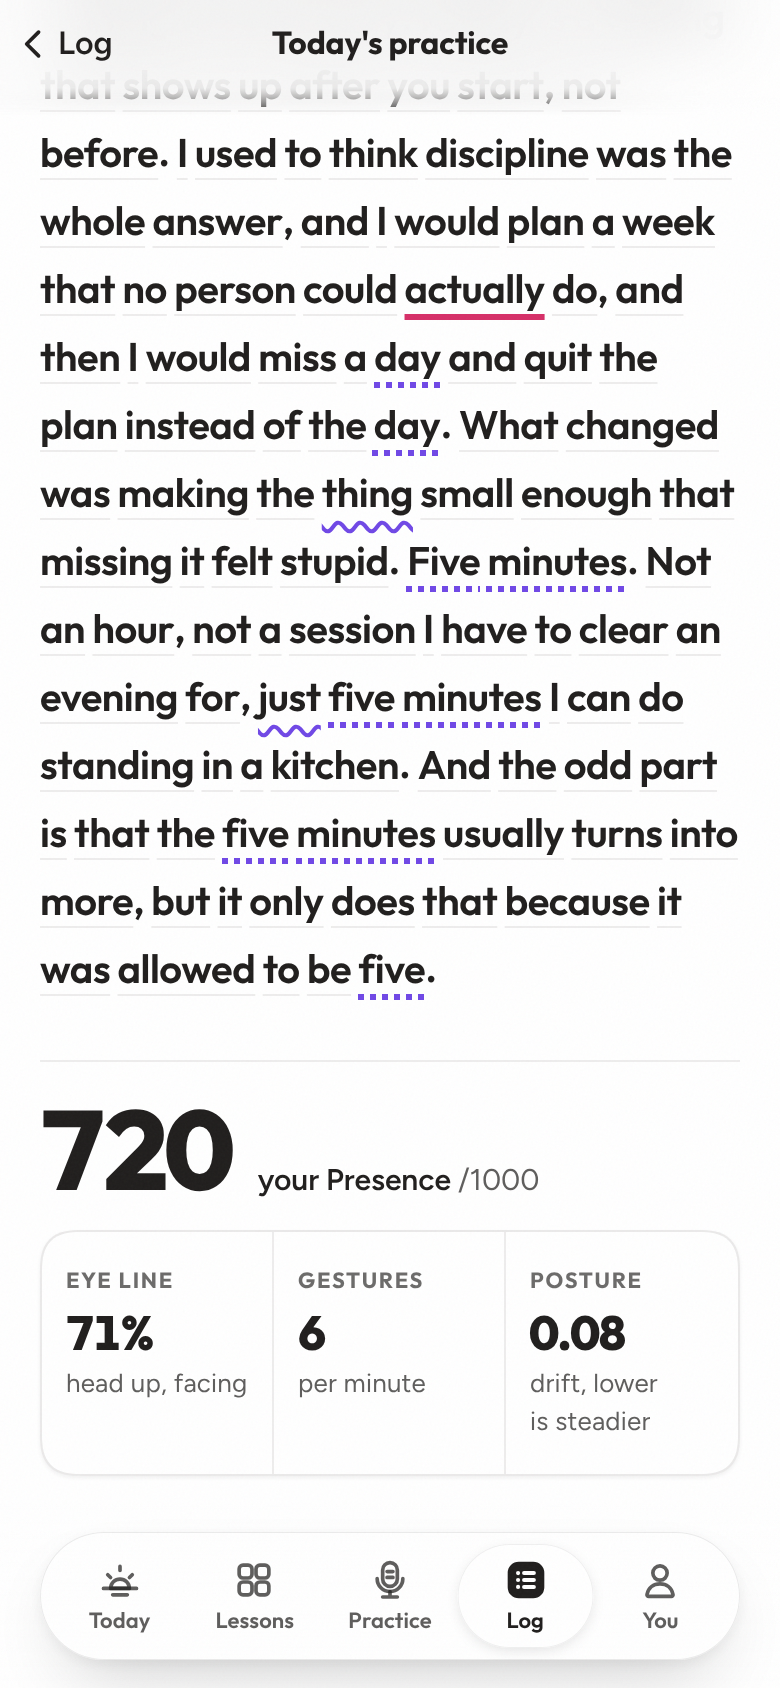 Log
Today's practice
that shows up after you start, not
before. I used to think discipline was the
whole answer, and I would plan a week
that no person could actually do, and
then I would miss a day and quit the
plan instead of the day. What changed
was making the thing small enough that
missing it felt stupid. Five minutes. Not
an hour, not a session I have to clear an
evening for, just five minutes I can do
standing in a kitchen. And the odd part
is that the five minutes usually turns into
more, but it only does that because it
was allowed to be five.
720 your Presence /1000
EYE LINE
71%
head up, facing
GESTURES
6
per minute
POSTURE
0.08
drift, lower
is steadier
Today
Lessons
Practice
Log
You